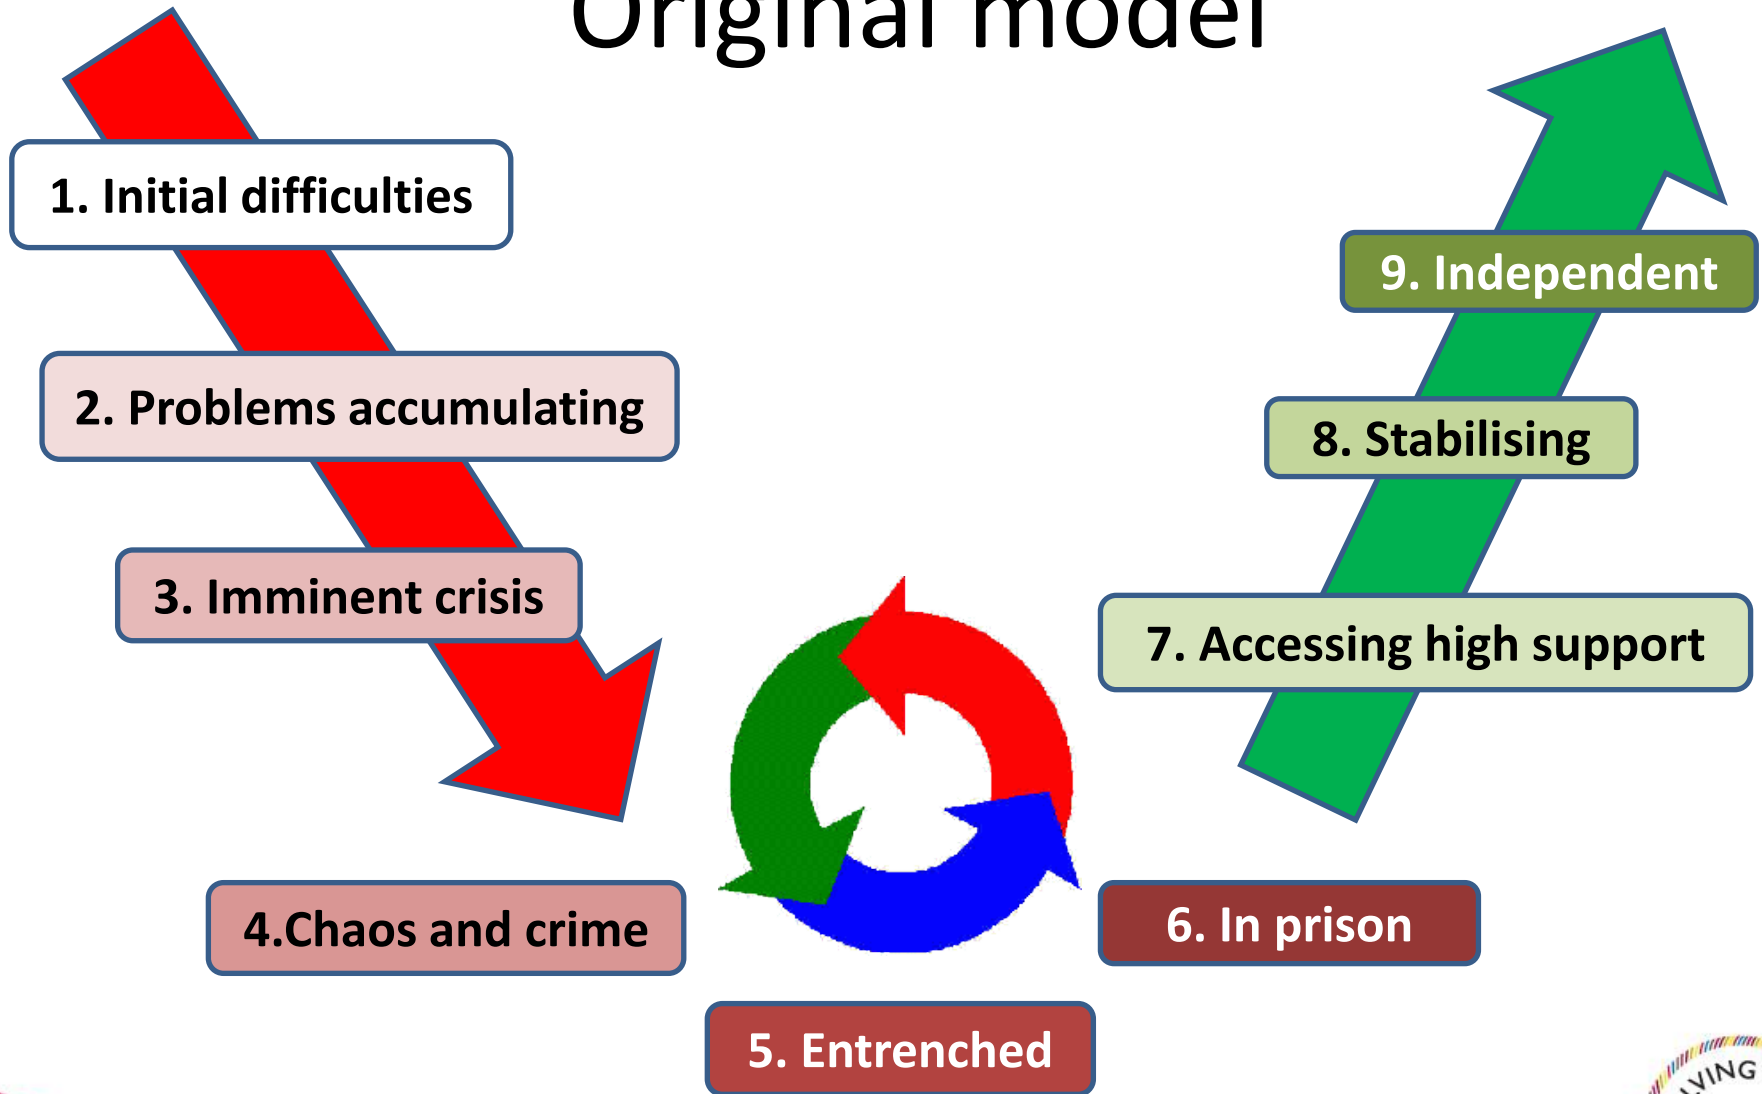 Original model
1. Initial difficulties
2. Problems accumulating
3. Imminent crisis
4.Chaos and crime
5. Entrenched
6. In prison
7. Accessing high support
8. Stabilising
9. Independent